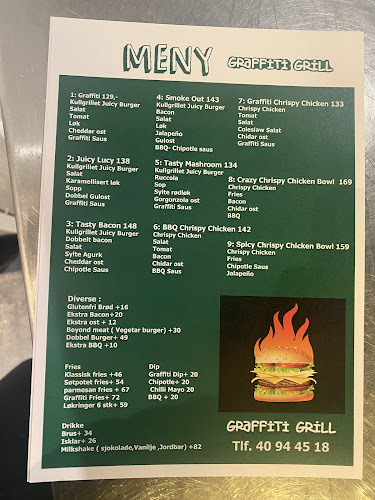 MENY GRAFFITI GRILL
1: Graffiti 129,-
Kullgrillet Juicy Burger
Salat
Tomat
Løk
Cheddar ost
Graffiti Saus
2: Juicy Lucy 138
Kullgrillet Juicy Burger
Salat
Karamellisert løk
Sopp
Dobbel Gulost
Graffiti Saus
3: Tasty Bacon 148
Kullgrillet Juicy Burger
Dobbelt bacon
Salat
Sylte Agurk
Cheddar ost
Chipotle Saus
4: Smoke Out 143
Kullgrillet Juicy Burger
Bacon
Salat
Løk
Jalapeño
Gulost
BBQ- Chipotle saus
5: Tasty Mashroom 134
Kullgrillet Juicy Burger
Ruccola
Sop
Sylte rødløk
Gorgonzola ost
Graffiti Saus
6: BBQ Chrispy Chicken 142
Chrispy Chicken
Salat
Tomat
Bacon
Chidar ost
BBQ Saus
7: Graffiti Chrispy Chicken 133
Chrispy Chicken
Tomat
Salat
Coleslaw Salat
Chidar ost
Graffiti Saus
8: Crazy Chrispy Chicken Bowl 169
Chrispy Chicken
Fries
Bacon
Chidar ost
BBQ
9: Spicy Chrispy Chicken Bowl 159
Chrispy Chicken
Fries
Chipotle Saus
Jalapeño
Diverse :
Glutenfri Brød +16
Ekstra Bacon+20
Ekstra ost + 12
Beyond meat ( Vegetar burger) +30
Dobbel Burger+ 49
Ekstra BBQ +10
Fries
Klassisk fries +46
Søtpotet fries+ 54
parmesan fries + 67
Graffiti Fries+ 72
Løkringer 6 stk+ 59
Dip
Graffiti Dip+ 20
Chipotle+ 20
Chilli Mayo 20
BBQ + 20
Drikke
Brus+ 34
Isklar+ 26
Milkshake ( sjokolade,Vanilje ,Jordbar) +82
GRAFFITI GRILL
Tlf. 40 94 45 18